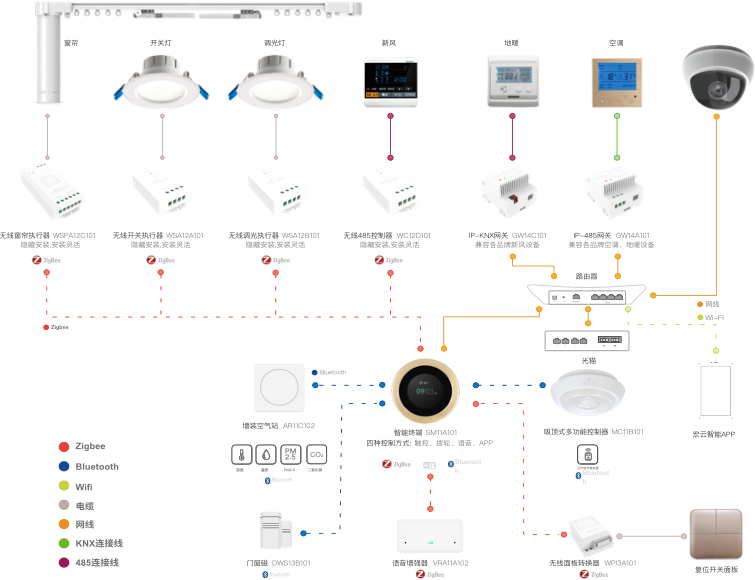 窗帘
开关灯
调光灯
新风
地暖
空调
无线窗帘执行器 WSPA12C101
隐藏安装,安装灵活
ZigBee
无线开关执行器 WSA12A101
隐藏安装,安装灵活
ZigBee
无线调光执行器 WSA12B101
隐藏安装,安装灵活
ZigBee
无线485控制器 WC12D101
隐藏安装,安装灵活
ZigBee
IP-KNX网关 GW14C101
兼容各品牌新风设备
IP-485网关 GW14A101
兼容各品牌空调、地暖设备
路由器
网线
Wi-Fi
Zigbee
光猫
Bluetooth
墙装空气站 AR11C102
PM
2.5
CO₂
温度
湿度
PM2.5
二氧化碳
Bluetooth
智能终端 SM11A101
四种控制方式：触控、旋轮、语音、APP
ZigBee
WiFi
Bluetooth
吸顶式多功能控制器 MC11B101
Bluetooth
宏云智能APP
Zigbee
Bluetooth
Wifi
电缆
网线
KNX连接线
485连接线
门窗磁 DWS13B101
Bluetooth
语音增强器 VRA11A102
ZigBee
无线面板转换器 WPI13A101
ZigBee
复位开关面板